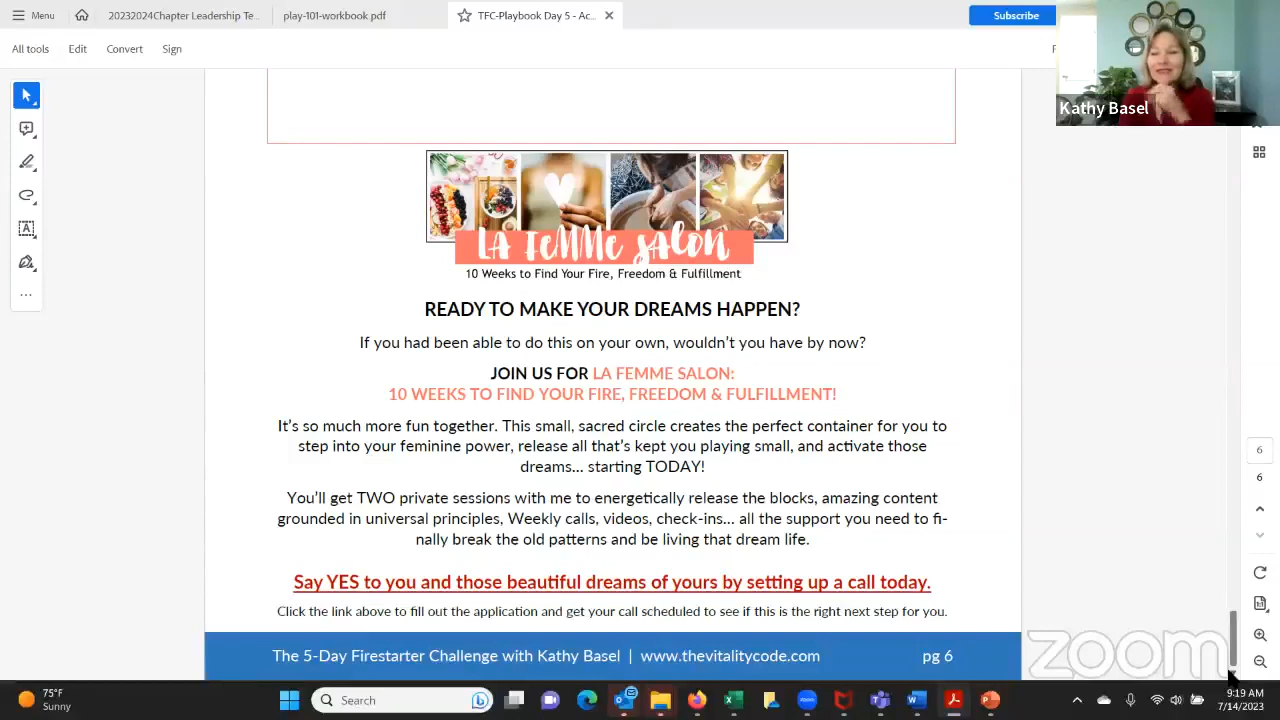 Menu
20232024Chapter Leadership Te...
play-101-workbook pdf
TFC-Playbook Day 5 - Ac...
Subscribe
All tools
Edit
Convert
Sign
Kathy Basel
LA FEMME SALON
10 Weeks to Find Your Fire, Freedom & Fulfillment
READY TO MAKE YOUR DREAMS HAPPEN?
If you had been able to do this on your own, wouldn't you have by now?
JOIN US FOR LA FEMME SALON:
10 WEEKS TO FIND YOUR FIRE, FREEDOM & FULFILLMENT!
It's so much more fun together. This small, sacred circle creates the perfect container for you to
step into your feminine power, release all that's kept you playing small, and activate those
dreams... starting TODAY!
You'll get TWO private sessions with me to energetically release the blocks, amazing content
grounded in universal principles, Weekly calls, videos, check-ins... all the support you need to fi-
nally break the old patterns and be living that dream life.
Say YES to you and those beautiful dreams of yours by setting up a call today.
Click the link above to fill out the application and get your call scheduled to see if this is the right next step for you.
The 5-Day Firestarter Challenge with Kathy Basel | www.thevitalitycode.com
pg 6
6
6
zoom
75°F
Sunny
Search
9:19 AM
7/14/2023